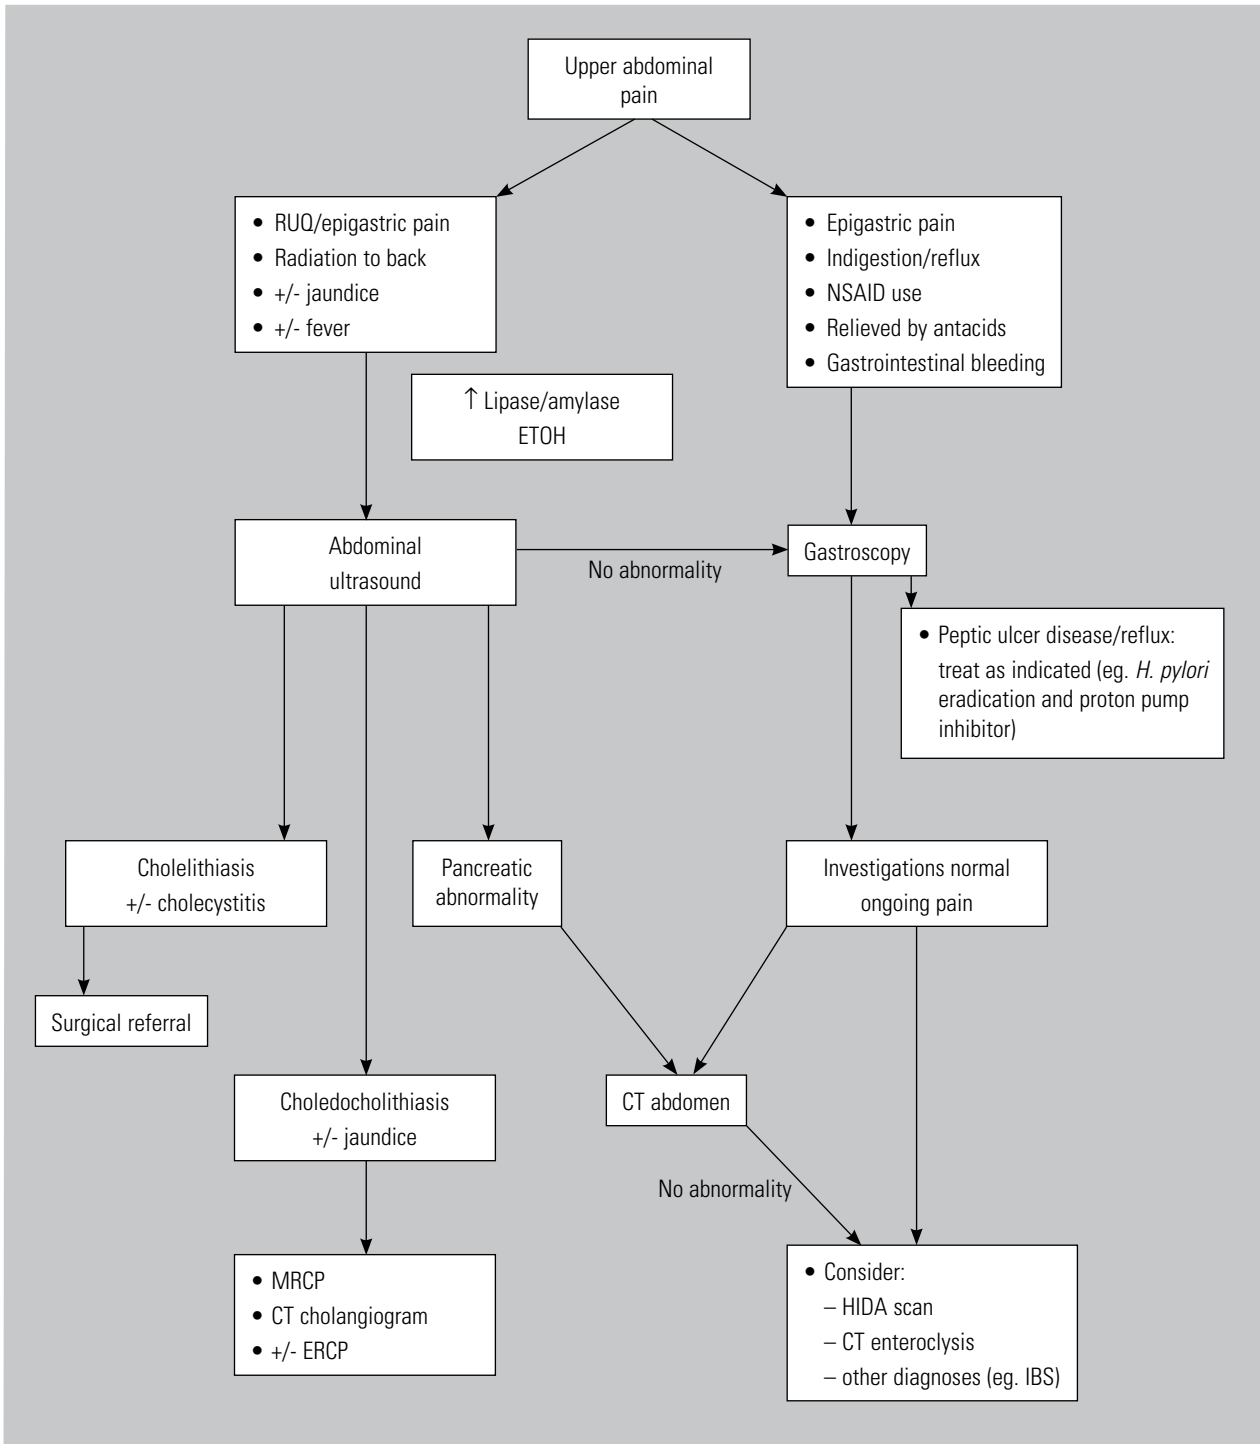 Upper abdominal
pain
• RUQ/epigastric pain
• Radiation to back
• +/- jaundice
• +/- fever
• Epigastric pain
• Indigestion/reflux
• NSAID use
• Relieved by antacids
• Gastrointestinal bleeding
↑ Lipase/amylase
ETOH
Abdominal
ultrasound
No abnormality
Gastroscopy
• Peptic ulcer disease/reflux:
treat as indicated (eg. H. pylori
eradication and proton pump
inhibitor)
Cholelithiasis
+/- cholecystitis
Pancreatic
abnormality
Investigations normal
ongoing pain
Surgical referral
Choledocholithiasis
+/- jaundice
CT abdomen
No abnormality
• MRCP
• CT cholangiogram
• +/- ERCP
• Consider:
– HIDA scan
– CT enteroclysis
– other diagnoses (eg. IBS)